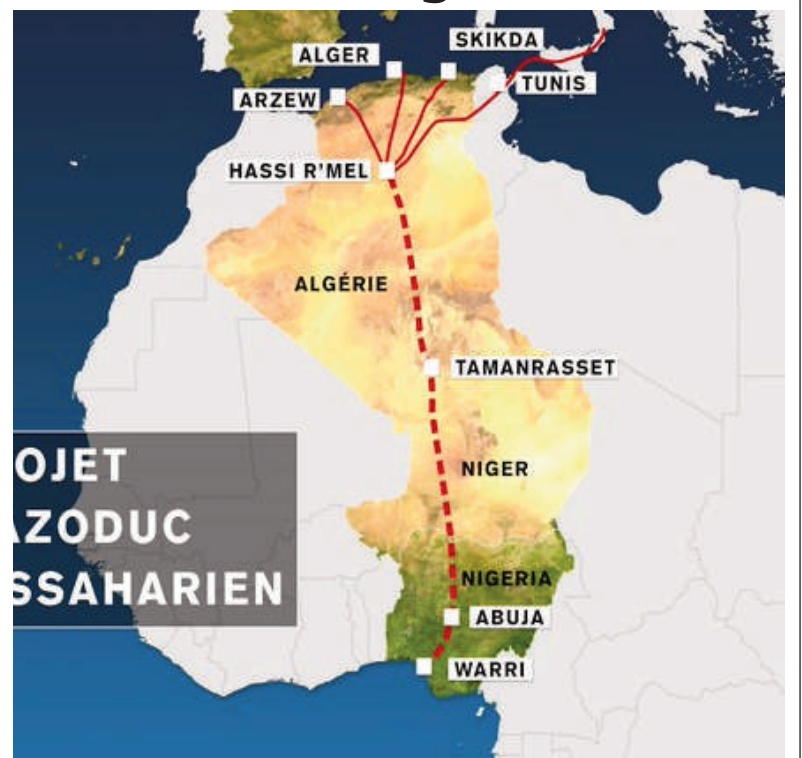 SKIKDA
ALGER
TUNIS
ARZEW
HASSI R'MEL
ALGÉRIE
TAMANRASSET
OJET
AZODUC
SSAHARIEN
NIGER
NIGERIA
ABUJA
WARRI